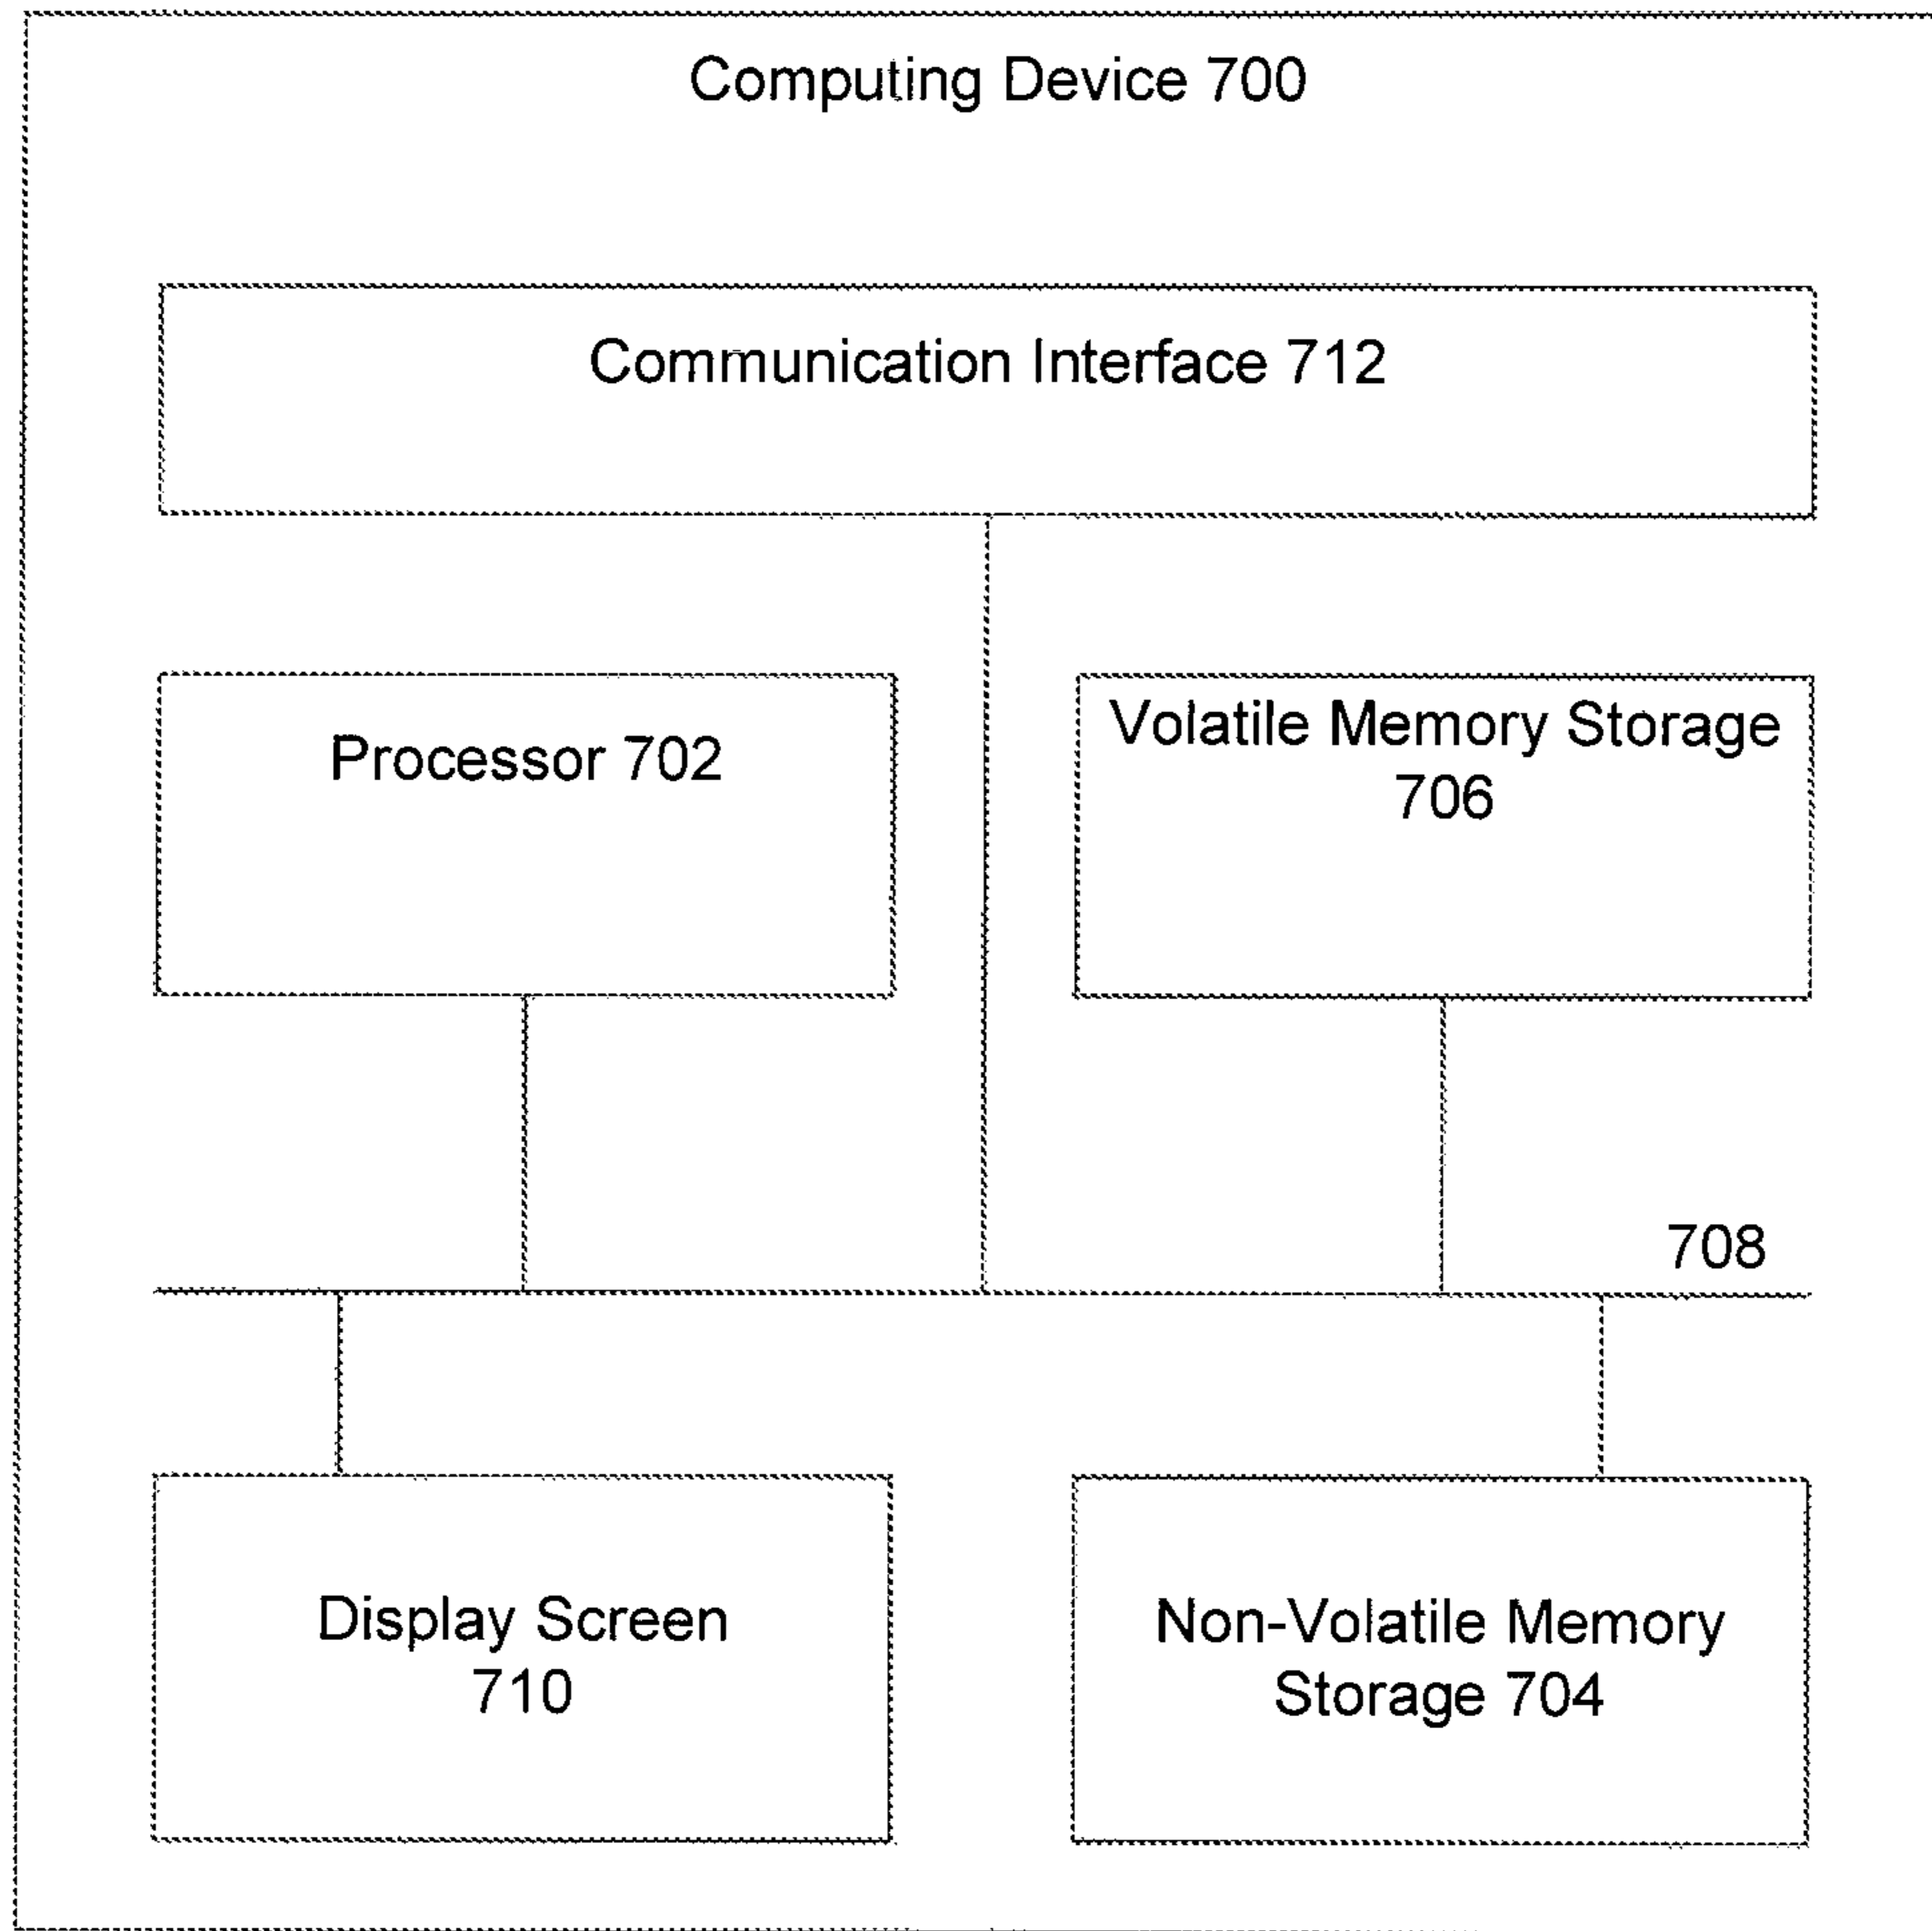 Computing Device 700
Communication Interface 712
Processor 702
Volatile Memory Storage
706
708
Display Screen
710
Non-Volatile Memory
Storage 704